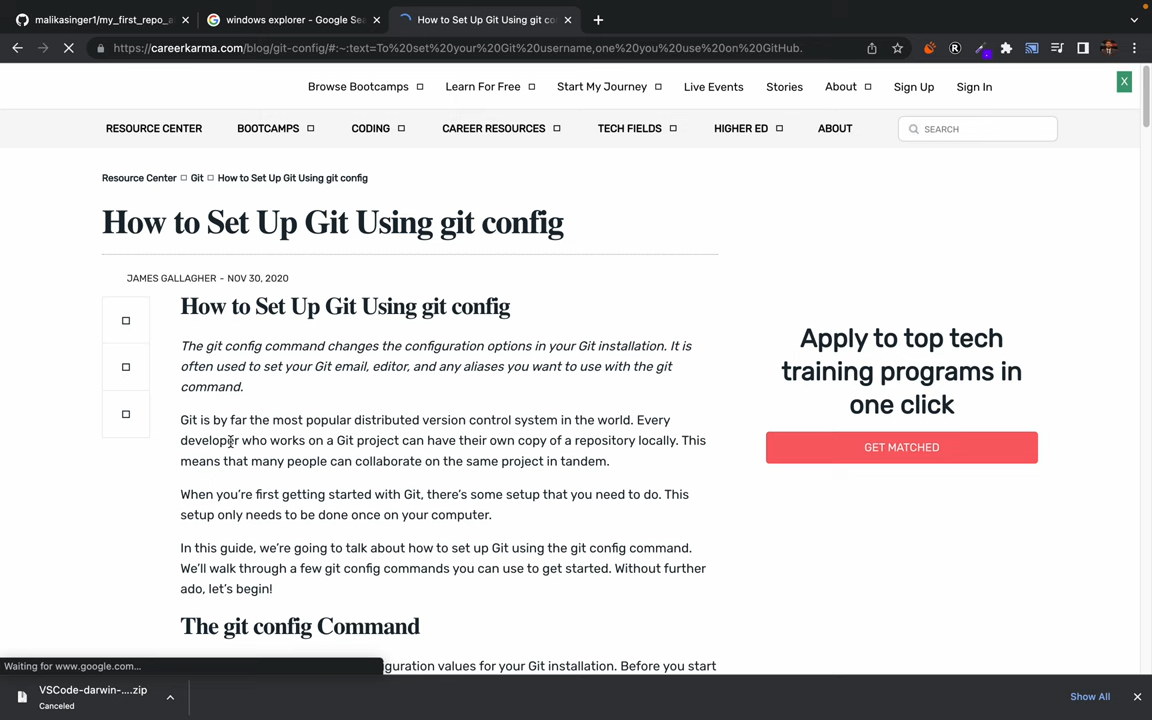 malikasinger1/my_first_repo_a
windows explorer - Google Sea
How to Set Up Git Using git co
https://careerkarma.com/blog/git-config/#:~:text=To%20set%20your%20Git%20username,one%20you%20use%20on%20GitHub.
Browse Bootcamps Learn For Free Start My Journey Live Events Stories About Sign Up Sign In
X
RESOURCE CENTER BOOTCAMPS CODING CAREER RESOURCES TECH FIELDS HIGHER ED ABOUT SEARCH
Resource Center Git How to Set Up Git Using git config
How to Set Up Git Using git config
JAMES GALLAGHER - NOV 30, 2020
How to Set Up Git Using git config
The git config command changes the configuration options in your Git installation. It is
often used to set your Git email, editor, and any aliases you want to use with the git
command.
Git is by far the most popular distributed version control system in the world. Every
developer who works on a Git project can have their own copy of a repository locally. This
means that many people can collaborate on the same project in tandem.
When you're first getting started with Git, there's some setup that you need to do. This
setup only needs to be done once on your computer.
In this guide, we're going to talk about how to set up Git using the git config command.
We'll walk through a few git config commands you can use to get started. Without further
ado, let's begin!
The git config Command
guration values for your Git installation. Before you start
Apply to top tech
training programs in
one click
GET MATCHED
Waiting for www.google.com...
VSCode-darwin-....zip
Canceled
Show All